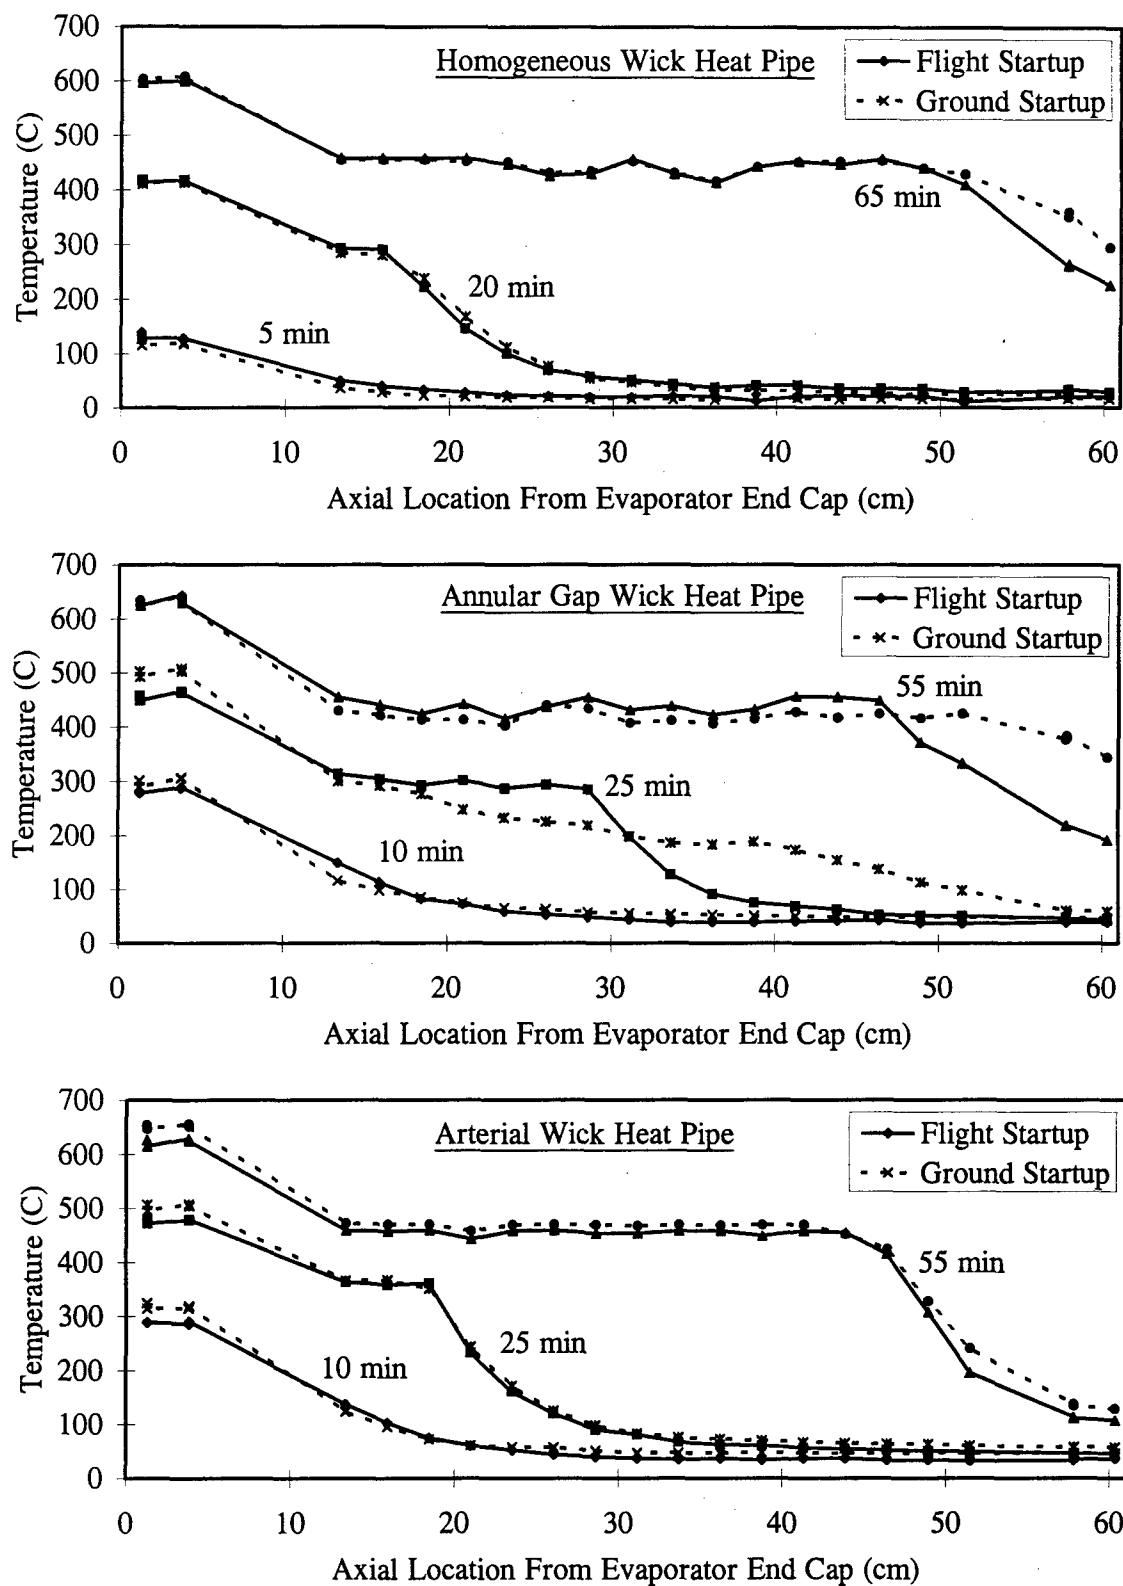 700
Homogeneous Wick Heat Pipe
Flight Startup
Ground Startup
600
500
400
300
200
100
0
Temperature (C)
65 min
20 min
5 min
0 10 20 30 40 50 60
Axial Location From Evaporator End Cap (cm)
700
Annular Gap Wick Heat Pipe
Flight Startup
Ground Startup
600
500
400
300
200
100
0
Temperature (C)
55 min
25 min
10 min
0 10 20 30 40 50 60
Axial Location From Evaporator End Cap (cm)
700
Arterial Wick Heat Pipe
Flight Startup
Ground Startup
600
500
400
300
200
100
0
Temperature (C)
55 min
25 min
10 min
0 10 20 30 40 50 60
Axial Location From Evaporator End Cap (cm)